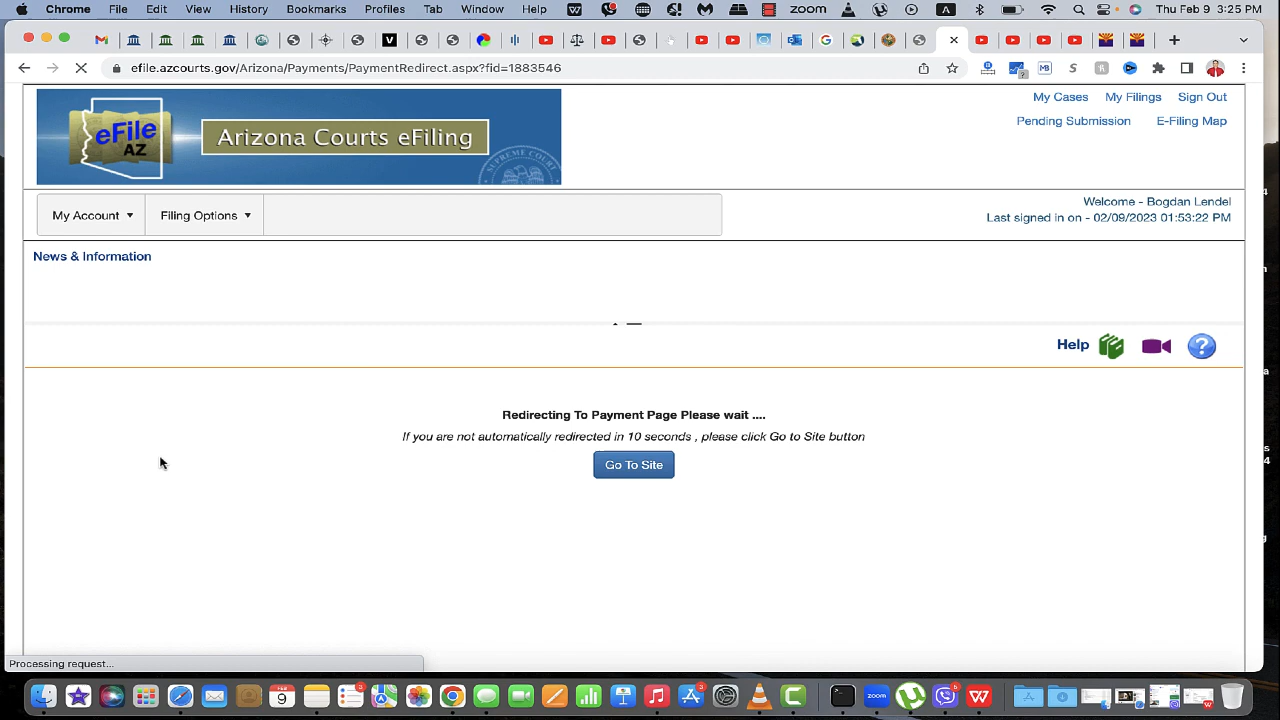 Chrome File Edit View History Bookmarks Profiles Tab Window Help zoom A Thu Feb 9 3:25 PM
efile.azcourts.gov/Arizona/Payments/PaymentRedirect.aspx?fid=1883546
eFile AZ
Arizona Courts eFiling
SUPREME COURT
My Cases My Filings Sign Out
Pending Submission E-Filing Map
My Account Filing Options
Welcome - Bogdan Lendel
Last signed in on - 02/09/2023 01:53:22 PM
News & Information
Help
Redirecting To Payment Page Please wait ....
If you are not automatically redirected in 10 seconds , please click Go to Site button
Go To Site
Processing request...